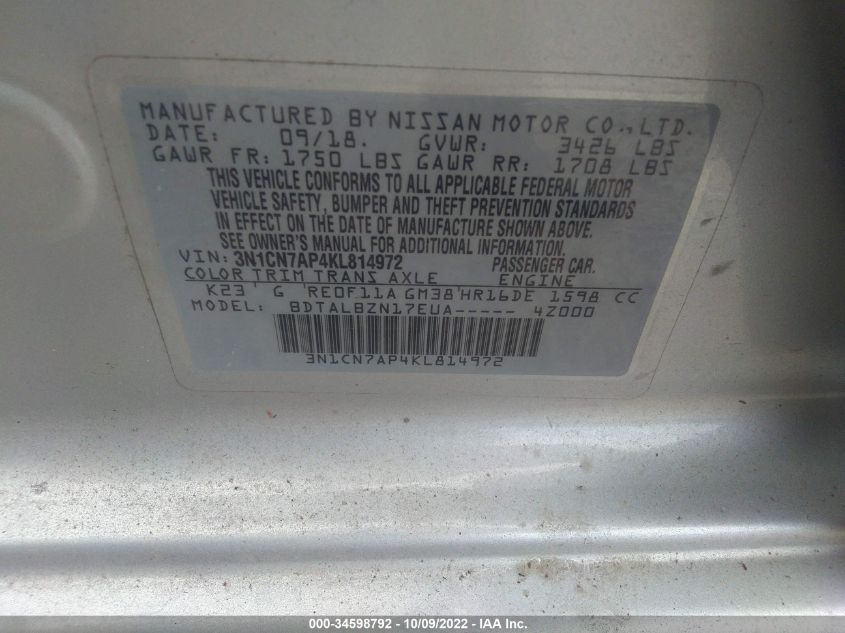 MANUFACTURED BY NISSAN MOTOR CO., LTD.
DATE: 09/18. GVWR: 3426 LBS
GAWR FR: 1750 LBS GAWR RR: 1708 LBS
THIS VEHICLE CONFORMS TO ALL APPLICABLE FEDERAL MOTOR
VEHICLE SAFETY, BUMPER AND THEFT PREVENTION STANDARDS
IN EFFECT ON THE DATE OF MANUFACTURE SHOWN ABOVE.
SEE OWNER'S MANUAL FOR ADDITIONAL INFORMATION.
VIN: 3N1CN7AP4KL814972 PASSENGER CAR.
COLOR TRIM TRANS AXLE ENGINE
K23 G RE0F11A GM38 HR16DE 1598 CC
MODEL: BDTALBZN17EUA----- 4Z000
3N1CN7AP4KL814972
000-34598792 - 10/09/2022 - IAA Inc.